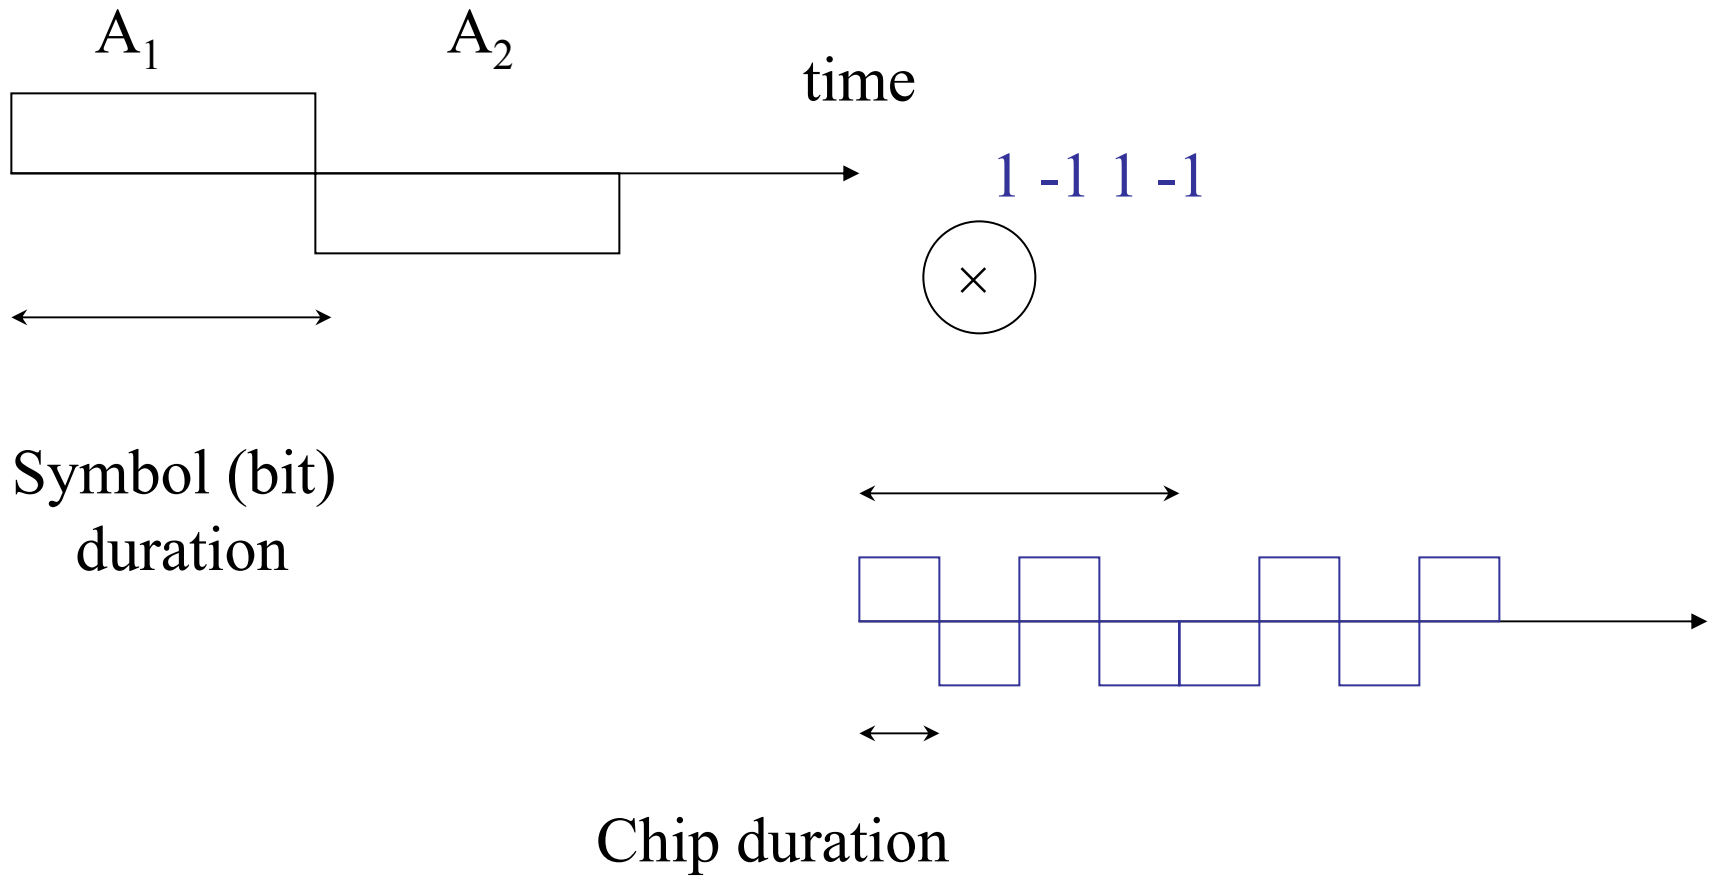 A₁ A₂
time
1 -1 1 -1
×
Symbol (bit)
duration
Chip duration